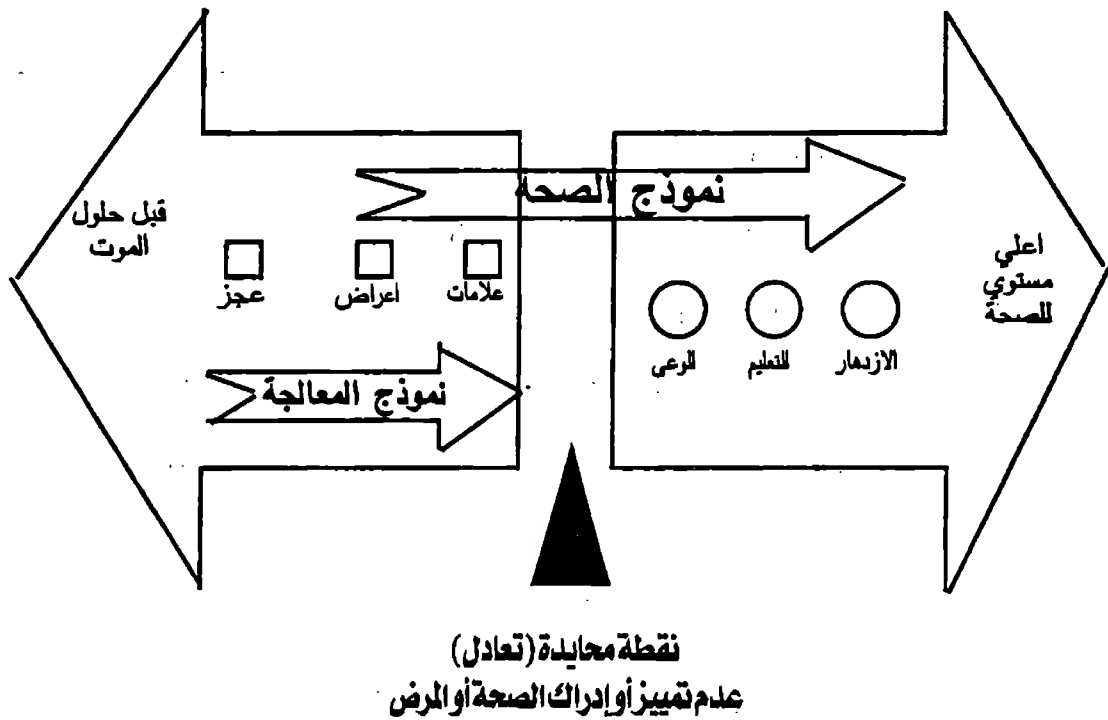 نموذج الصحة
قبل حلول
الموت
اعلي
مستوي
للصحة
علامات
اعراض
عجز
الازدهار
للتعليم
الوعى
نموذج المعالجة
نقطة محايدة (تعادل)
عدم تمييز أو إدراك الصحة أو المرض